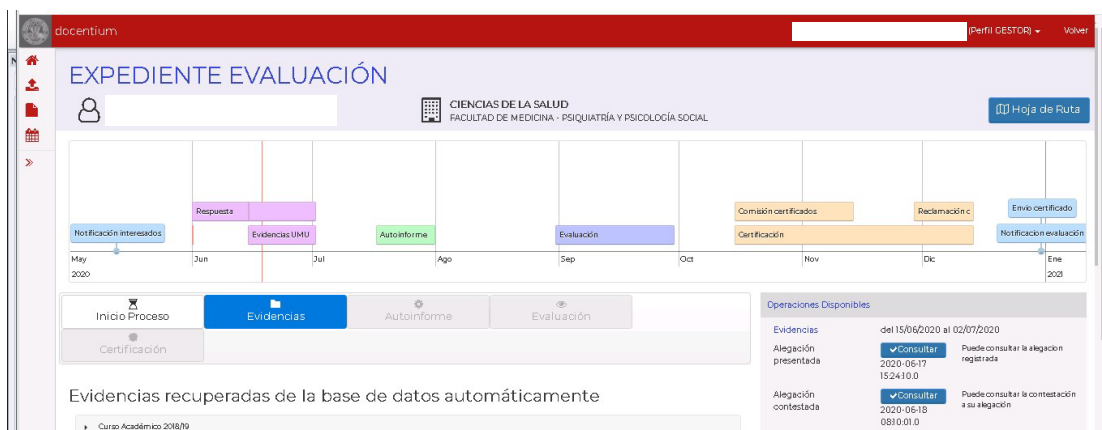 docentium
(Perfil GESTOR)
Volver
EXPEDIENTE EVALUACIÓN
CIENCIAS DE LA SALUD
FACULTAD DE MEDICINA - PSIQUIATRÍA Y PSICOLOGÍA SOCIAL
Hoja de Ruta
Respuesta
Comisión certificados
Reclamación c
Envio certificado
Notificación interesados
Evidencias UMU
Autoinforme
Evaluación
Certificación
Notificacion evaluación
May
Jun
Jul
Ago
Sep
Oct
Nov
Dic
Ene
2020
2021
Inicio Proceso
Evidencias
Autoinforme
Evaluación
Certificación
Operaciones Disponibles
Evidencias
del 15/06/2020 al 02/07/2020
Alegación presentada
Consultar
2020-06-17
15:24:10.0
Puede consultar la alegacion
registrada
Alegación contestada
Consultar
2020-06-18
08:10:01.0
Puede consultar la contestación
a su alegación
Evidencias recuperadas de la base de datos automáticamente
Curso Académico 2018/19